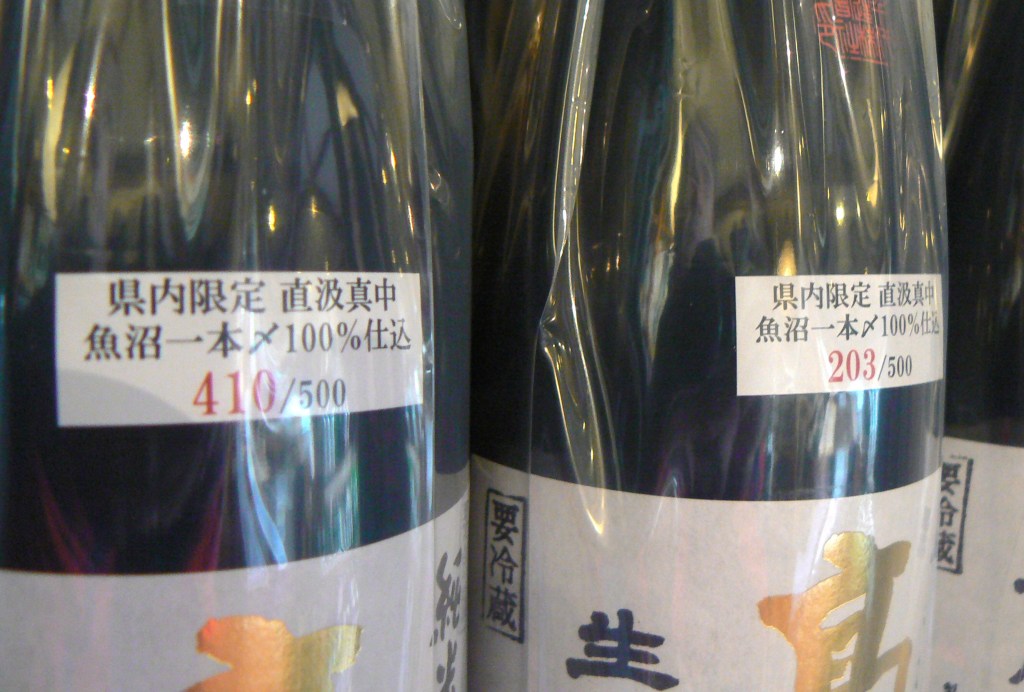 県内限定 直汲真中
魚沼一本〆100%仕込
410/500
県内限定 直汲真中
魚沼一本〆100%仕込
203/500
要冷蔵
純米
生
要冷蔵